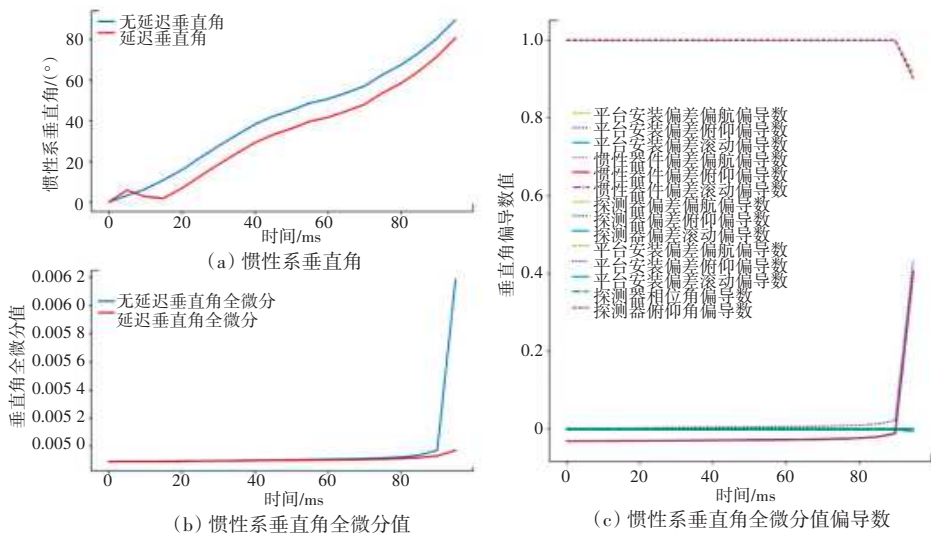 无延迟垂直角
延迟垂直角
惯性系垂直角/(°)
80
60
40
20
0
0 20 40 60 80
时间/ms
(a) 惯性系垂直角
0.006 2
0.006 0
0.005 8
0.005 6
0.005 4
0.005 2
0.005 0
无延迟垂直角全微分
延迟垂直角全微分
垂直角全微分值
0 20 40 60 80
时间/ms
(b) 惯性系垂直角全微分值
1.0
0.8
0.6
0.4
0.2
0
垂直角偏导数值
平台安装偏差偏航偏导数
平台安装偏差俯仰偏导数
平台安装偏差滚动偏导数
惯性器件偏差偏航偏导数
惯性器件偏差俯仰偏导数
惯性器件偏差滚动偏导数
探测器偏差偏航偏导数
探测器偏差俯仰偏导数
探测器偏差滚动偏导数
平台安装偏差偏航偏导数
平台安装偏差俯仰偏导数
平台安装偏差滚动偏导数
探测器相位角偏导数
探测器俯仰角偏导数
0 20 40 60 80
时间/ms
(c) 惯性系垂直角全微分值偏导数